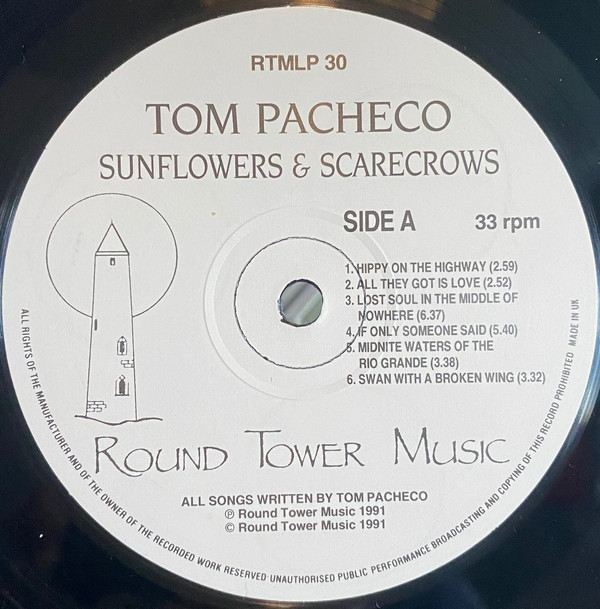 RTMLP 30
TOM PACHECO
SUNFLOWERS & SCARECROWS
SIDE A 33 rpm
1. HIPPY ON THE HIGHWAY (2.59)
2. ALL THEY GOT IS LOVE (2.52)
3. LOST SOUL IN THE MIDDLE OF
NOWHERE (6.37)
4. IF ONLY SOMEONE SAID (5.40)
5. MIDNITE WATERS OF THE
RIO GRANDE (3.38)
6. SWAN WITH A BROKEN WING (3.32)
ROUND TOWER MUSIC
ALL SONGS WRITTEN BY TOM PACHECO
℗ Round Tower Music 1991
© Round Tower Music 1991
ALL RIGHTS OF THE MANUFACTURER AND OF THE OWNER OF THE RECORDED WORK RESERVED UNAUTHORISED PUBLIC PERFORMANCE BROADCASTING AND COPYING OF THIS RECORD PROHIBITED MADE IN UK